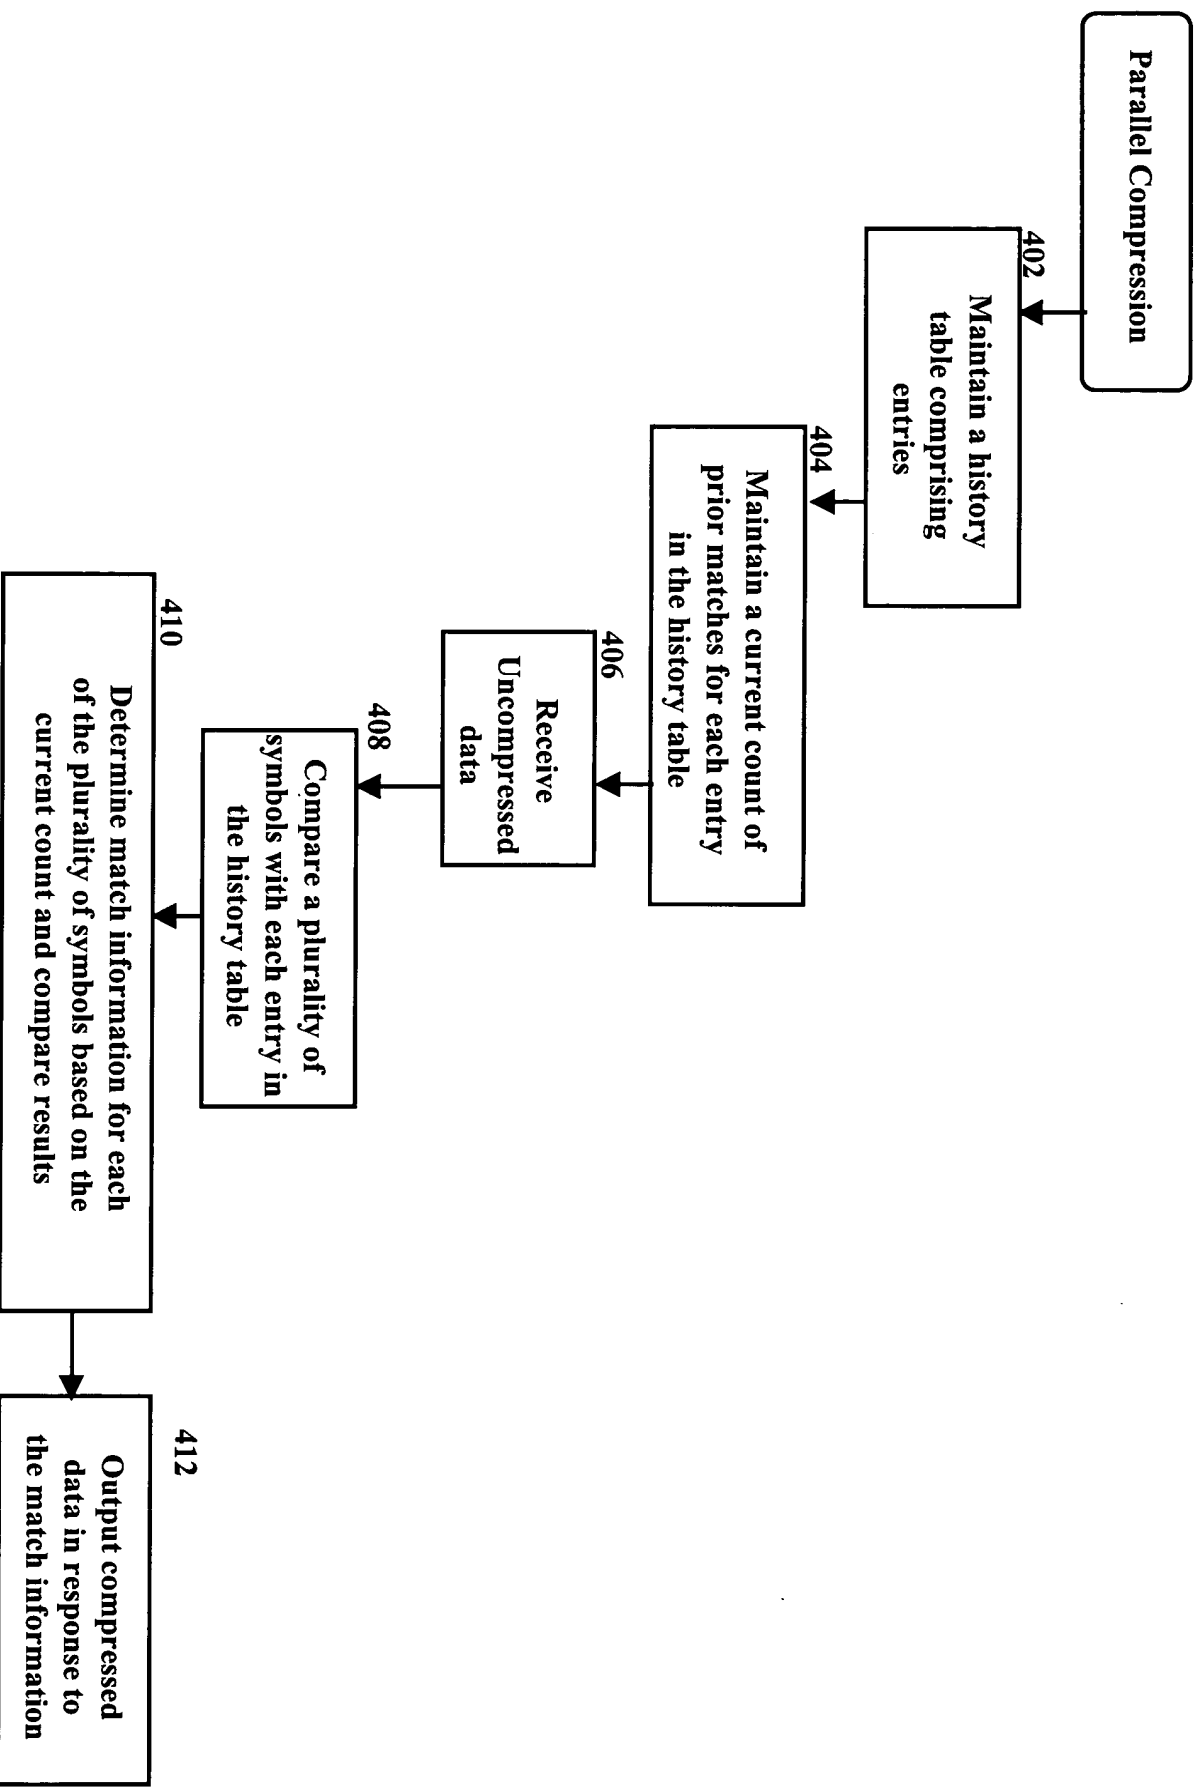 Parallel Compression
402
Maintain a history
table comprising
entries
404
Maintain a current count of
prior matches for each entry
in the history table
406
Receive
Uncompressed
data
408
Compare a plurality of
symbols with each entry in
the history table
410
Determine match information for each
of the plurality of symbols based on the
current count and compare results
412
Output compressed
data in response to
the match information